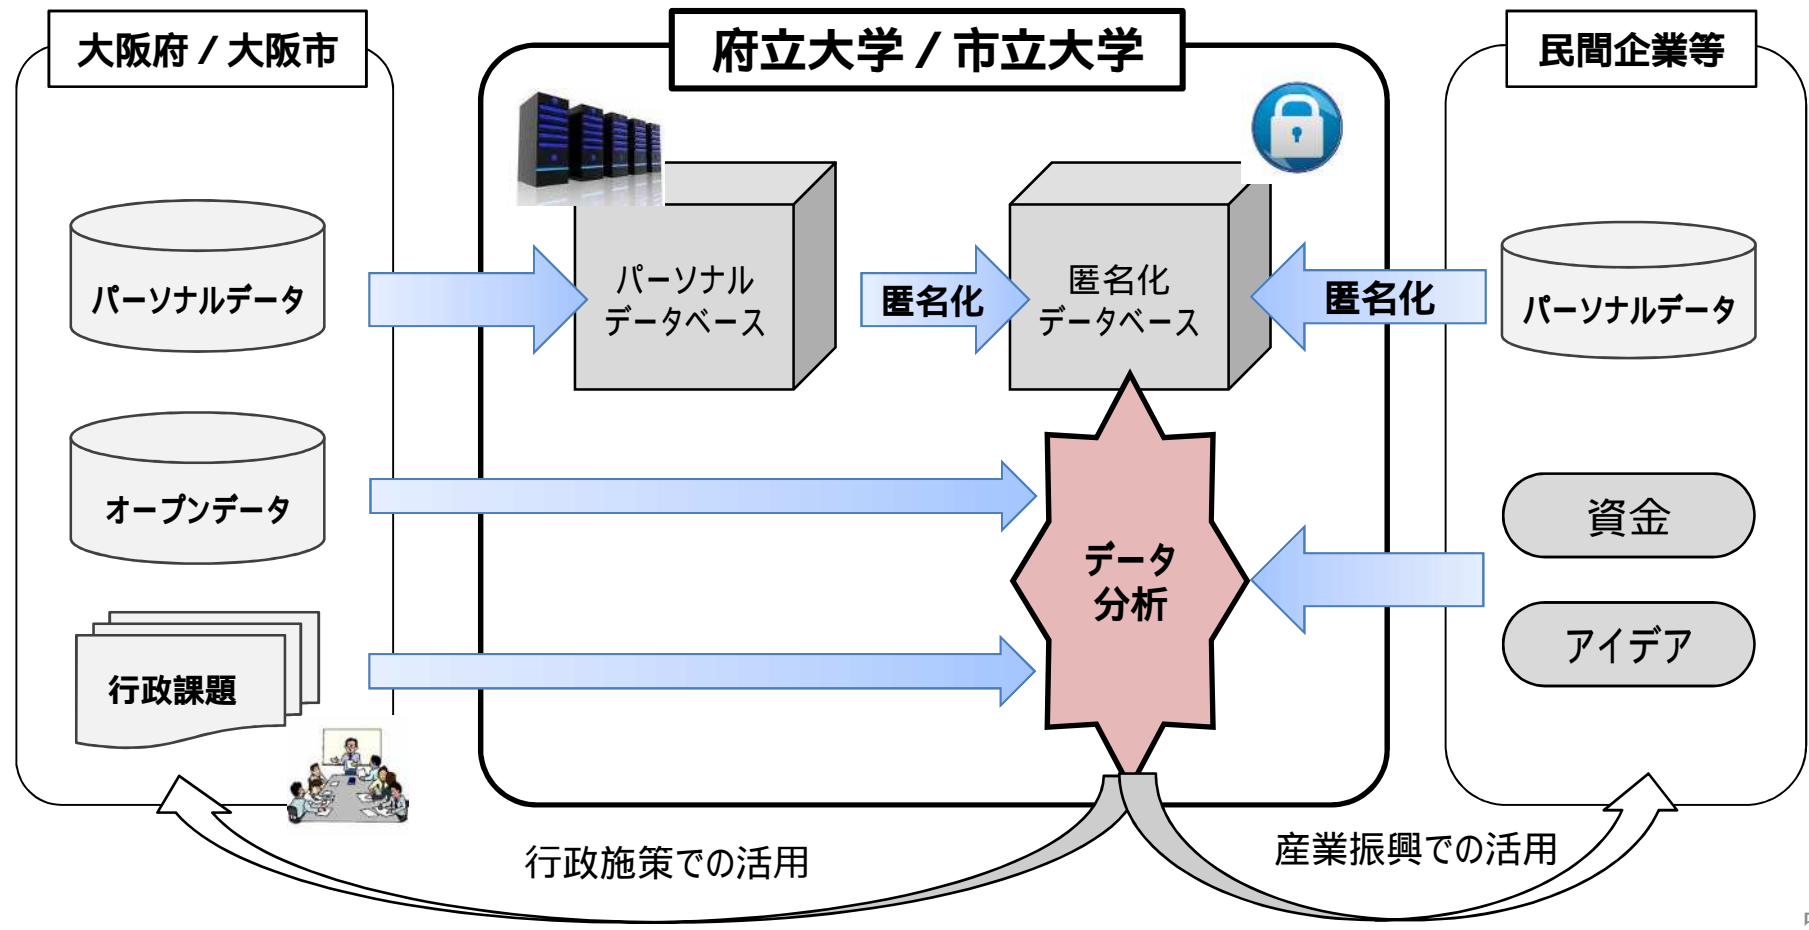 大阪府 / 大阪市
府立大学 / 市立大学
民間企業等
パーソナルデータ
オープンデータ
行政課題
パーソナル
データベース
匿名化
匿名化
データベース
匿名化
パーソナルデータ
データ
分析
資金
アイデア
行政施策での活用
産業振興での活用